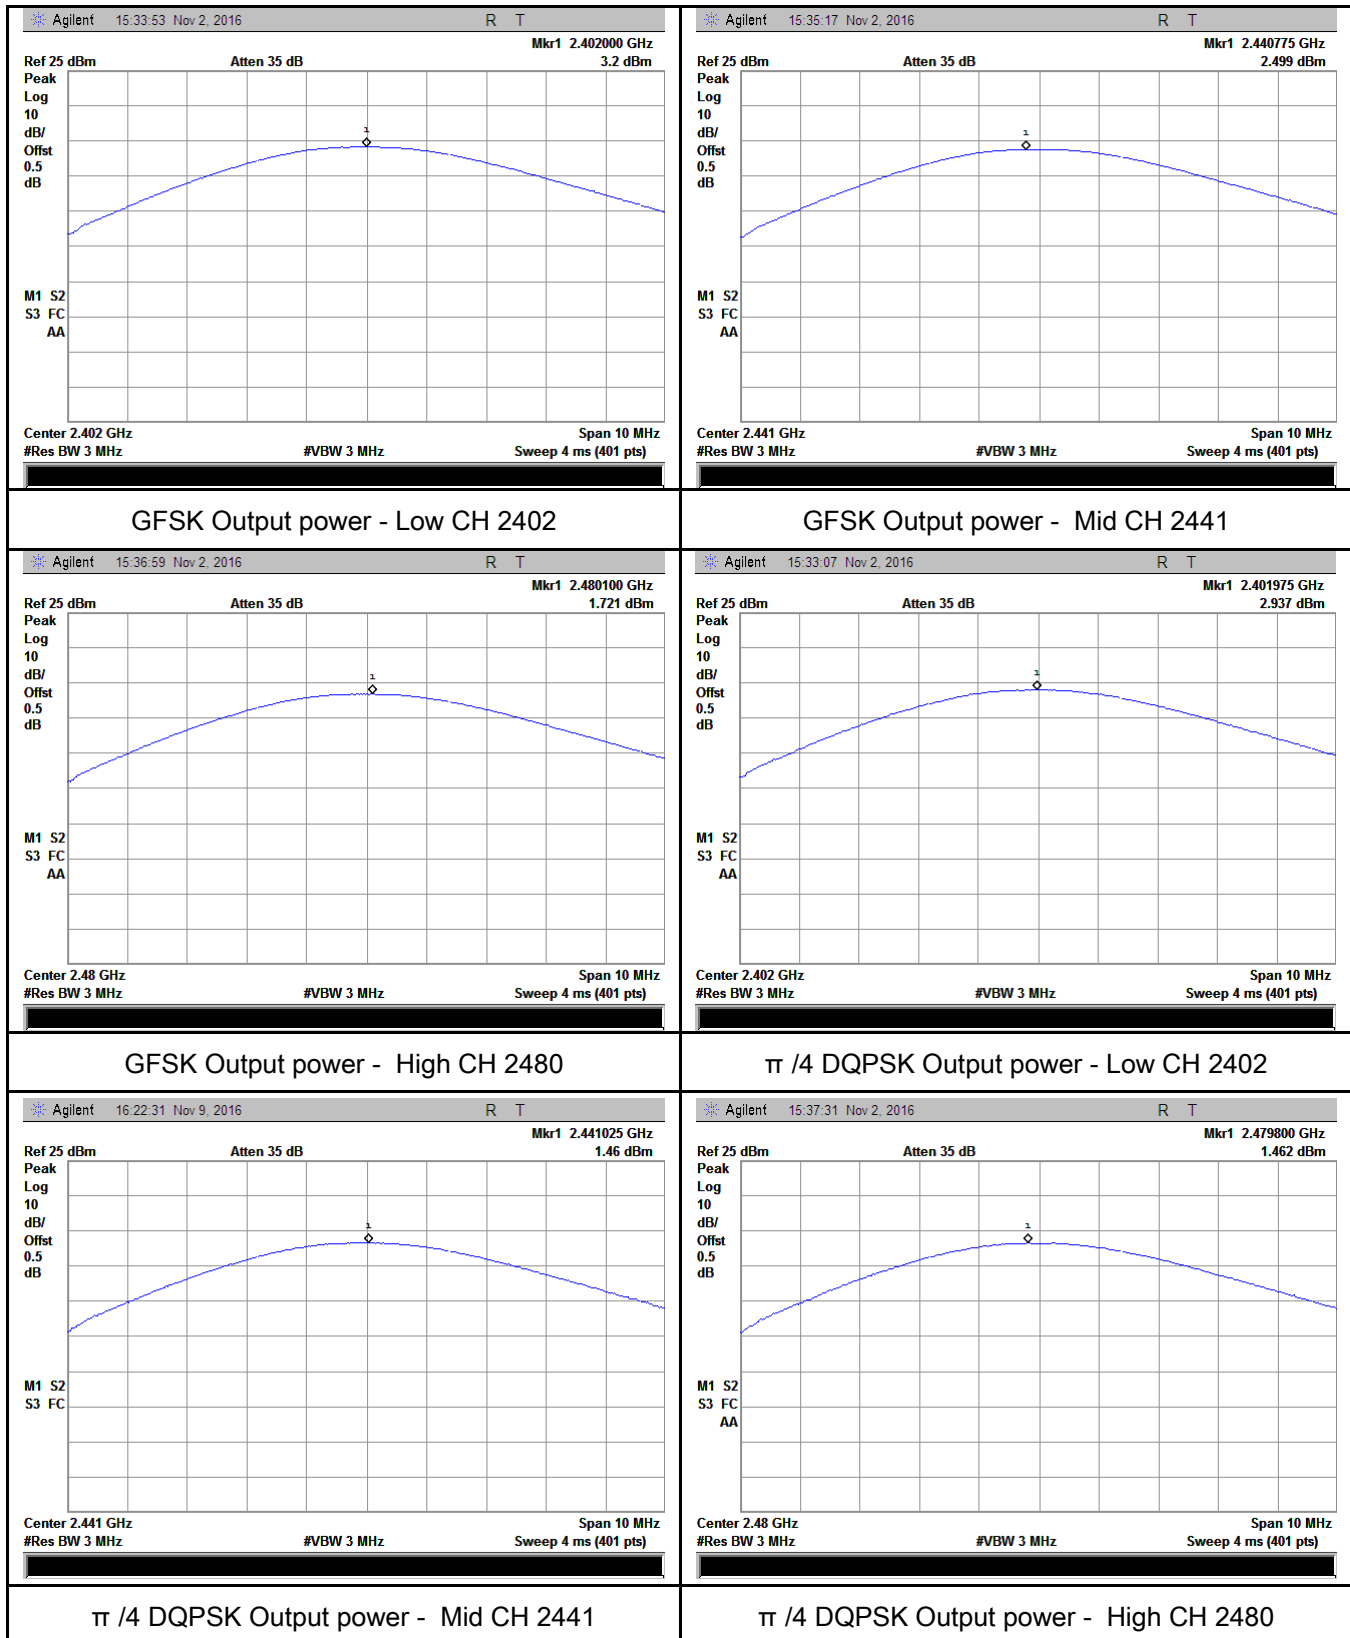 Agilent 15:33:53 Nov 2, 2016 R T
Mkr1 2.402000 GHz
Ref 25 dBm Atten 35 dB 3.2 dBm
Peak
Log
10
dB/
Offst
0.5
dB
1
M1 S2
S3 FC
AA
Center 2.402 GHz Span 10 MHz
#Res BW 3 MHz #VBW 3 MHz Sweep 4 ms (401 pts)
GFSK Output power - Low CH 2402
Agilent 15:35:17 Nov 2, 2016 R T
Mkr1 2.440775 GHz
Ref 25 dBm Atten 35 dB 2.499 dBm
Peak
Log
10
dB/
Offst
0.5
dB
1
M1 S2
S3 FC
AA
Center 2.441 GHz Span 10 MHz
#Res BW 3 MHz #VBW 3 MHz Sweep 4 ms (401 pts)
GFSK Output power - Mid CH 2441
Agilent 15:36:59 Nov 2, 2016 R T
Mkr1 2.480100 GHz
Ref 25 dBm Atten 35 dB 1.721 dBm
Peak
Log
10
dB/
Offst
0.5
dB
1
M1 S2
S3 FC
AA
Center 2.48 GHz Span 10 MHz
#Res BW 3 MHz #VBW 3 MHz Sweep 4 ms (401 pts)
GFSK Output power - High CH 2480
Agilent 15:33:07 Nov 2, 2016 R T
Mkr1 2.401975 GHz
Ref 25 dBm Atten 35 dB 2.937 dBm
Peak
Log
10
dB/
Offst
0.5
dB
1
M1 S2
S3 FC
AA
Center 2.402 GHz Span 10 MHz
#Res BW 3 MHz #VBW 3 MHz Sweep 4 ms (401 pts)
π /4 DQPSK Output power - Low CH 2402
Agilent 16:22:31 Nov 9, 2016 R T
Mkr1 2.441025 GHz
Ref 25 dBm Atten 35 dB 1.46 dBm
Peak
Log
10
dB/
Offst
0.5
dB
1
M1 S2
S3 FC
Center 2.441 GHz Span 10 MHz
#Res BW 3 MHz #VBW 3 MHz Sweep 4 ms (401 pts)
π /4 DQPSK Output power - Mid CH 2441
Agilent 15:37:31 Nov 2, 2016 R T
Mkr1 2.479800 GHz
Ref 25 dBm Atten 35 dB 1.462 dBm
Peak
Log
10
dB/
Offst
0.5
dB
1
M1 S2
S3 FC
AA
Center 2.48 GHz Span 10 MHz
#Res BW 3 MHz #VBW 3 MHz Sweep 4 ms (401 pts)
π /4 DQPSK Output power - High CH 2480